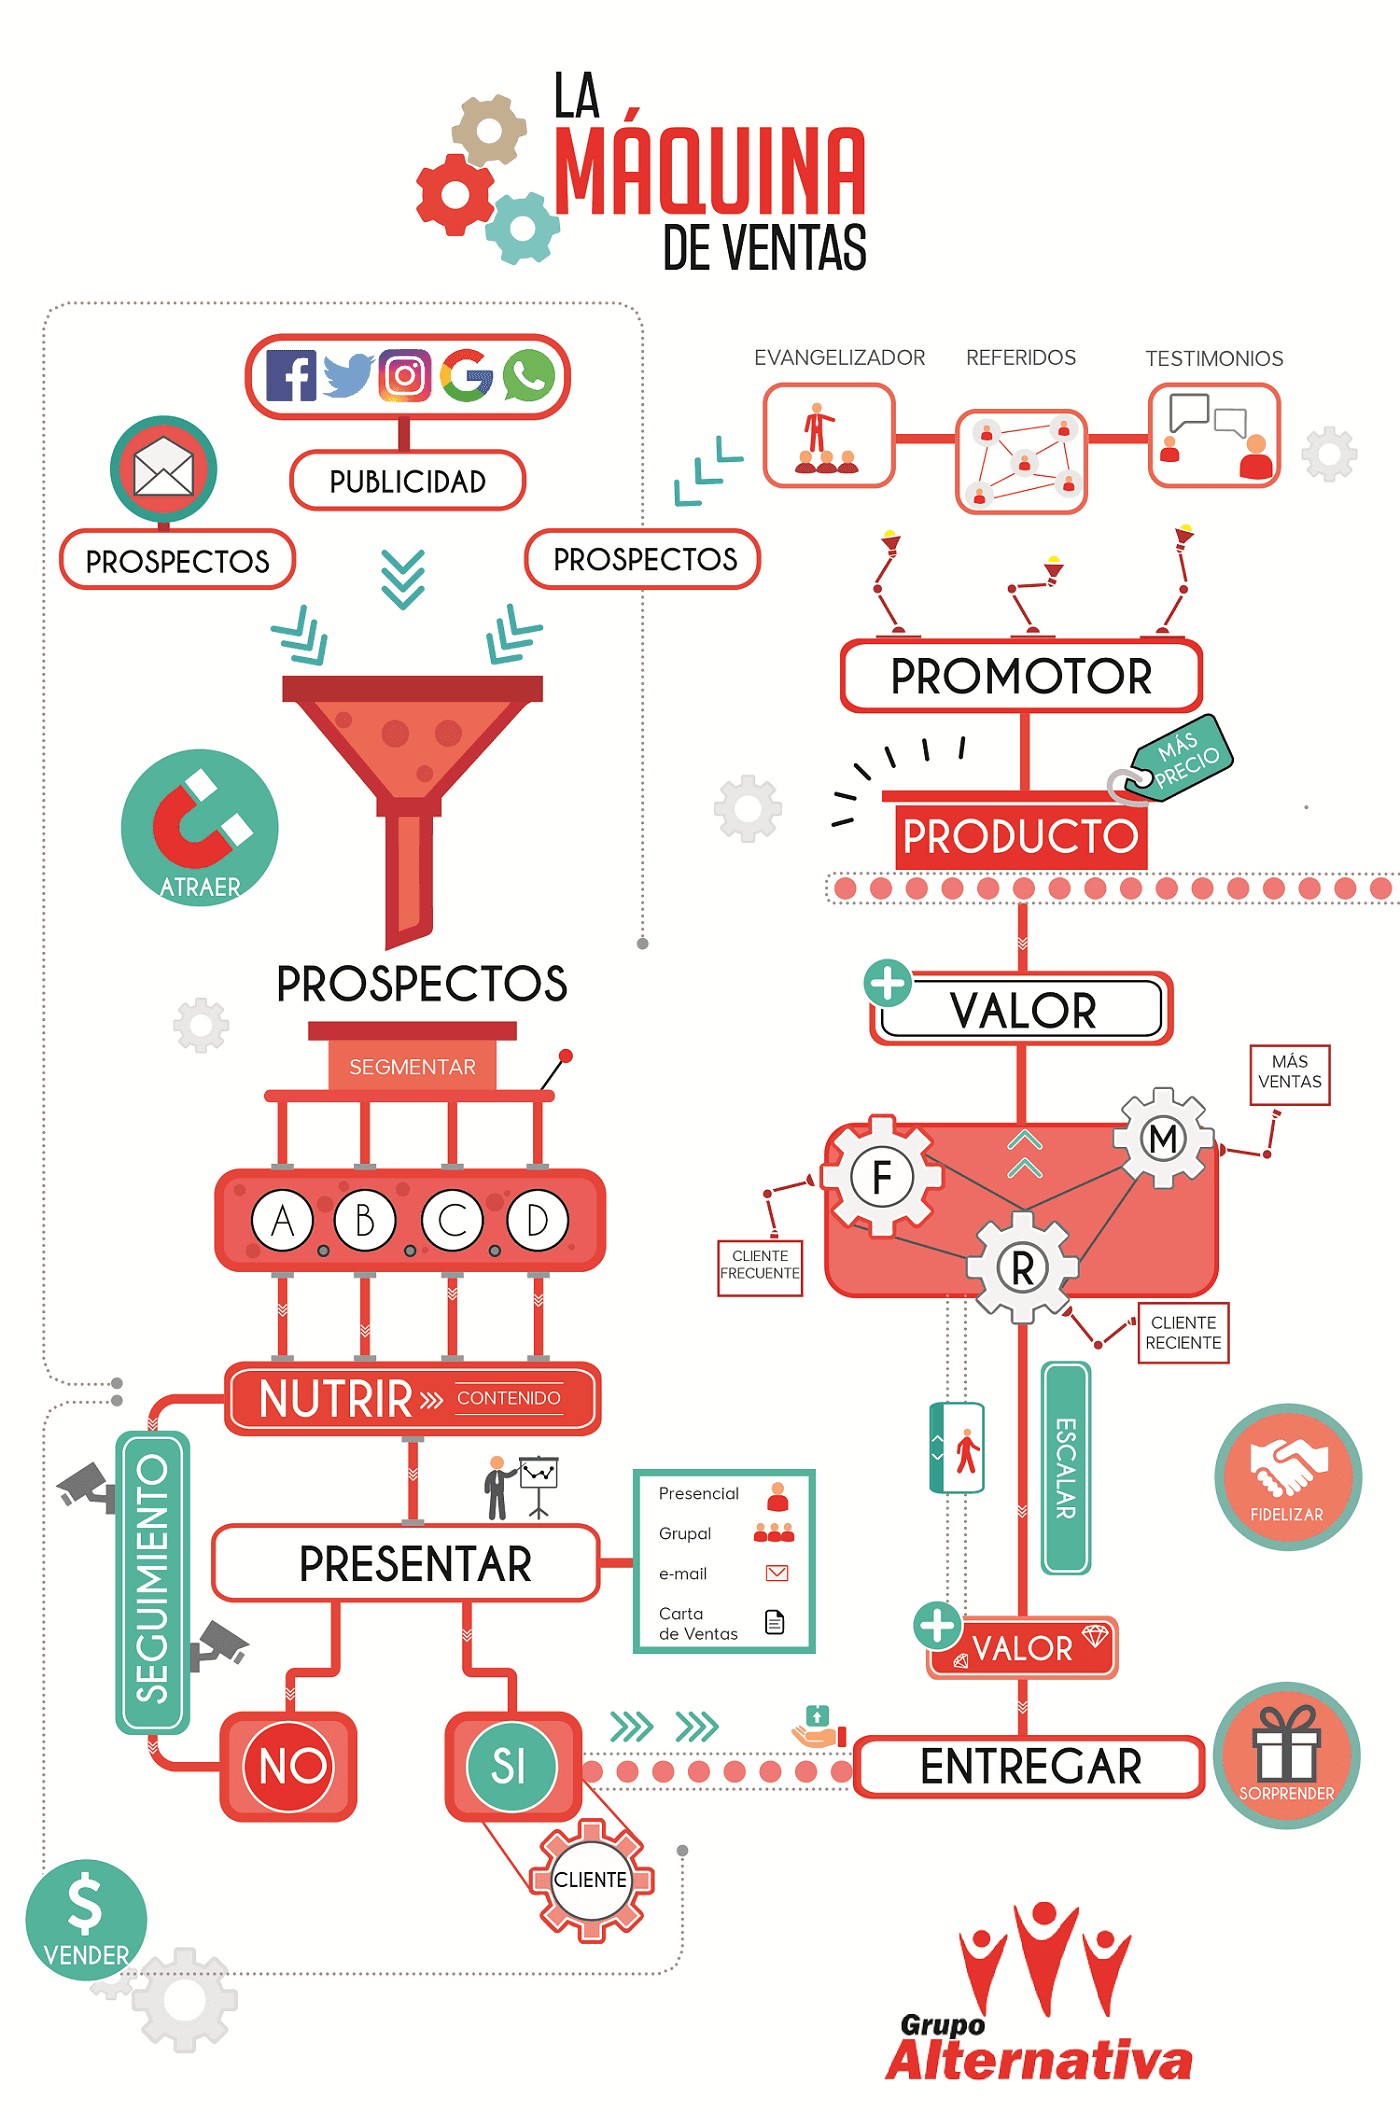 LA
MÁQUINA
DE VENTAS
PUBLICIDAD
PROSPECTOS
PROSPECTOS
ATRAER
PROSPECTOS
SEGMENTAR
A B C D
NUTRIR
CONTENIDO
SEGUIMIENTO
PRESENTAR
Presencial
Grupal
e-mail
Carta
de Ventas
NO
SI
CLIENTE
$
VENDER
EVANGELIZADOR
REFERIDOS
TESTIMONIOS
PROMOTOR
MÁS
PRECIO
PRODUCTO
+
VALOR
MÁS
VENTAS
F
M
R
CLIENTE
FRECUENTE
CLIENTE
RECIENTE
ESCALAR
FIDELIZAR
+
VALOR
ENTREGAR
SORPRENDER
Grupo
Alternativa